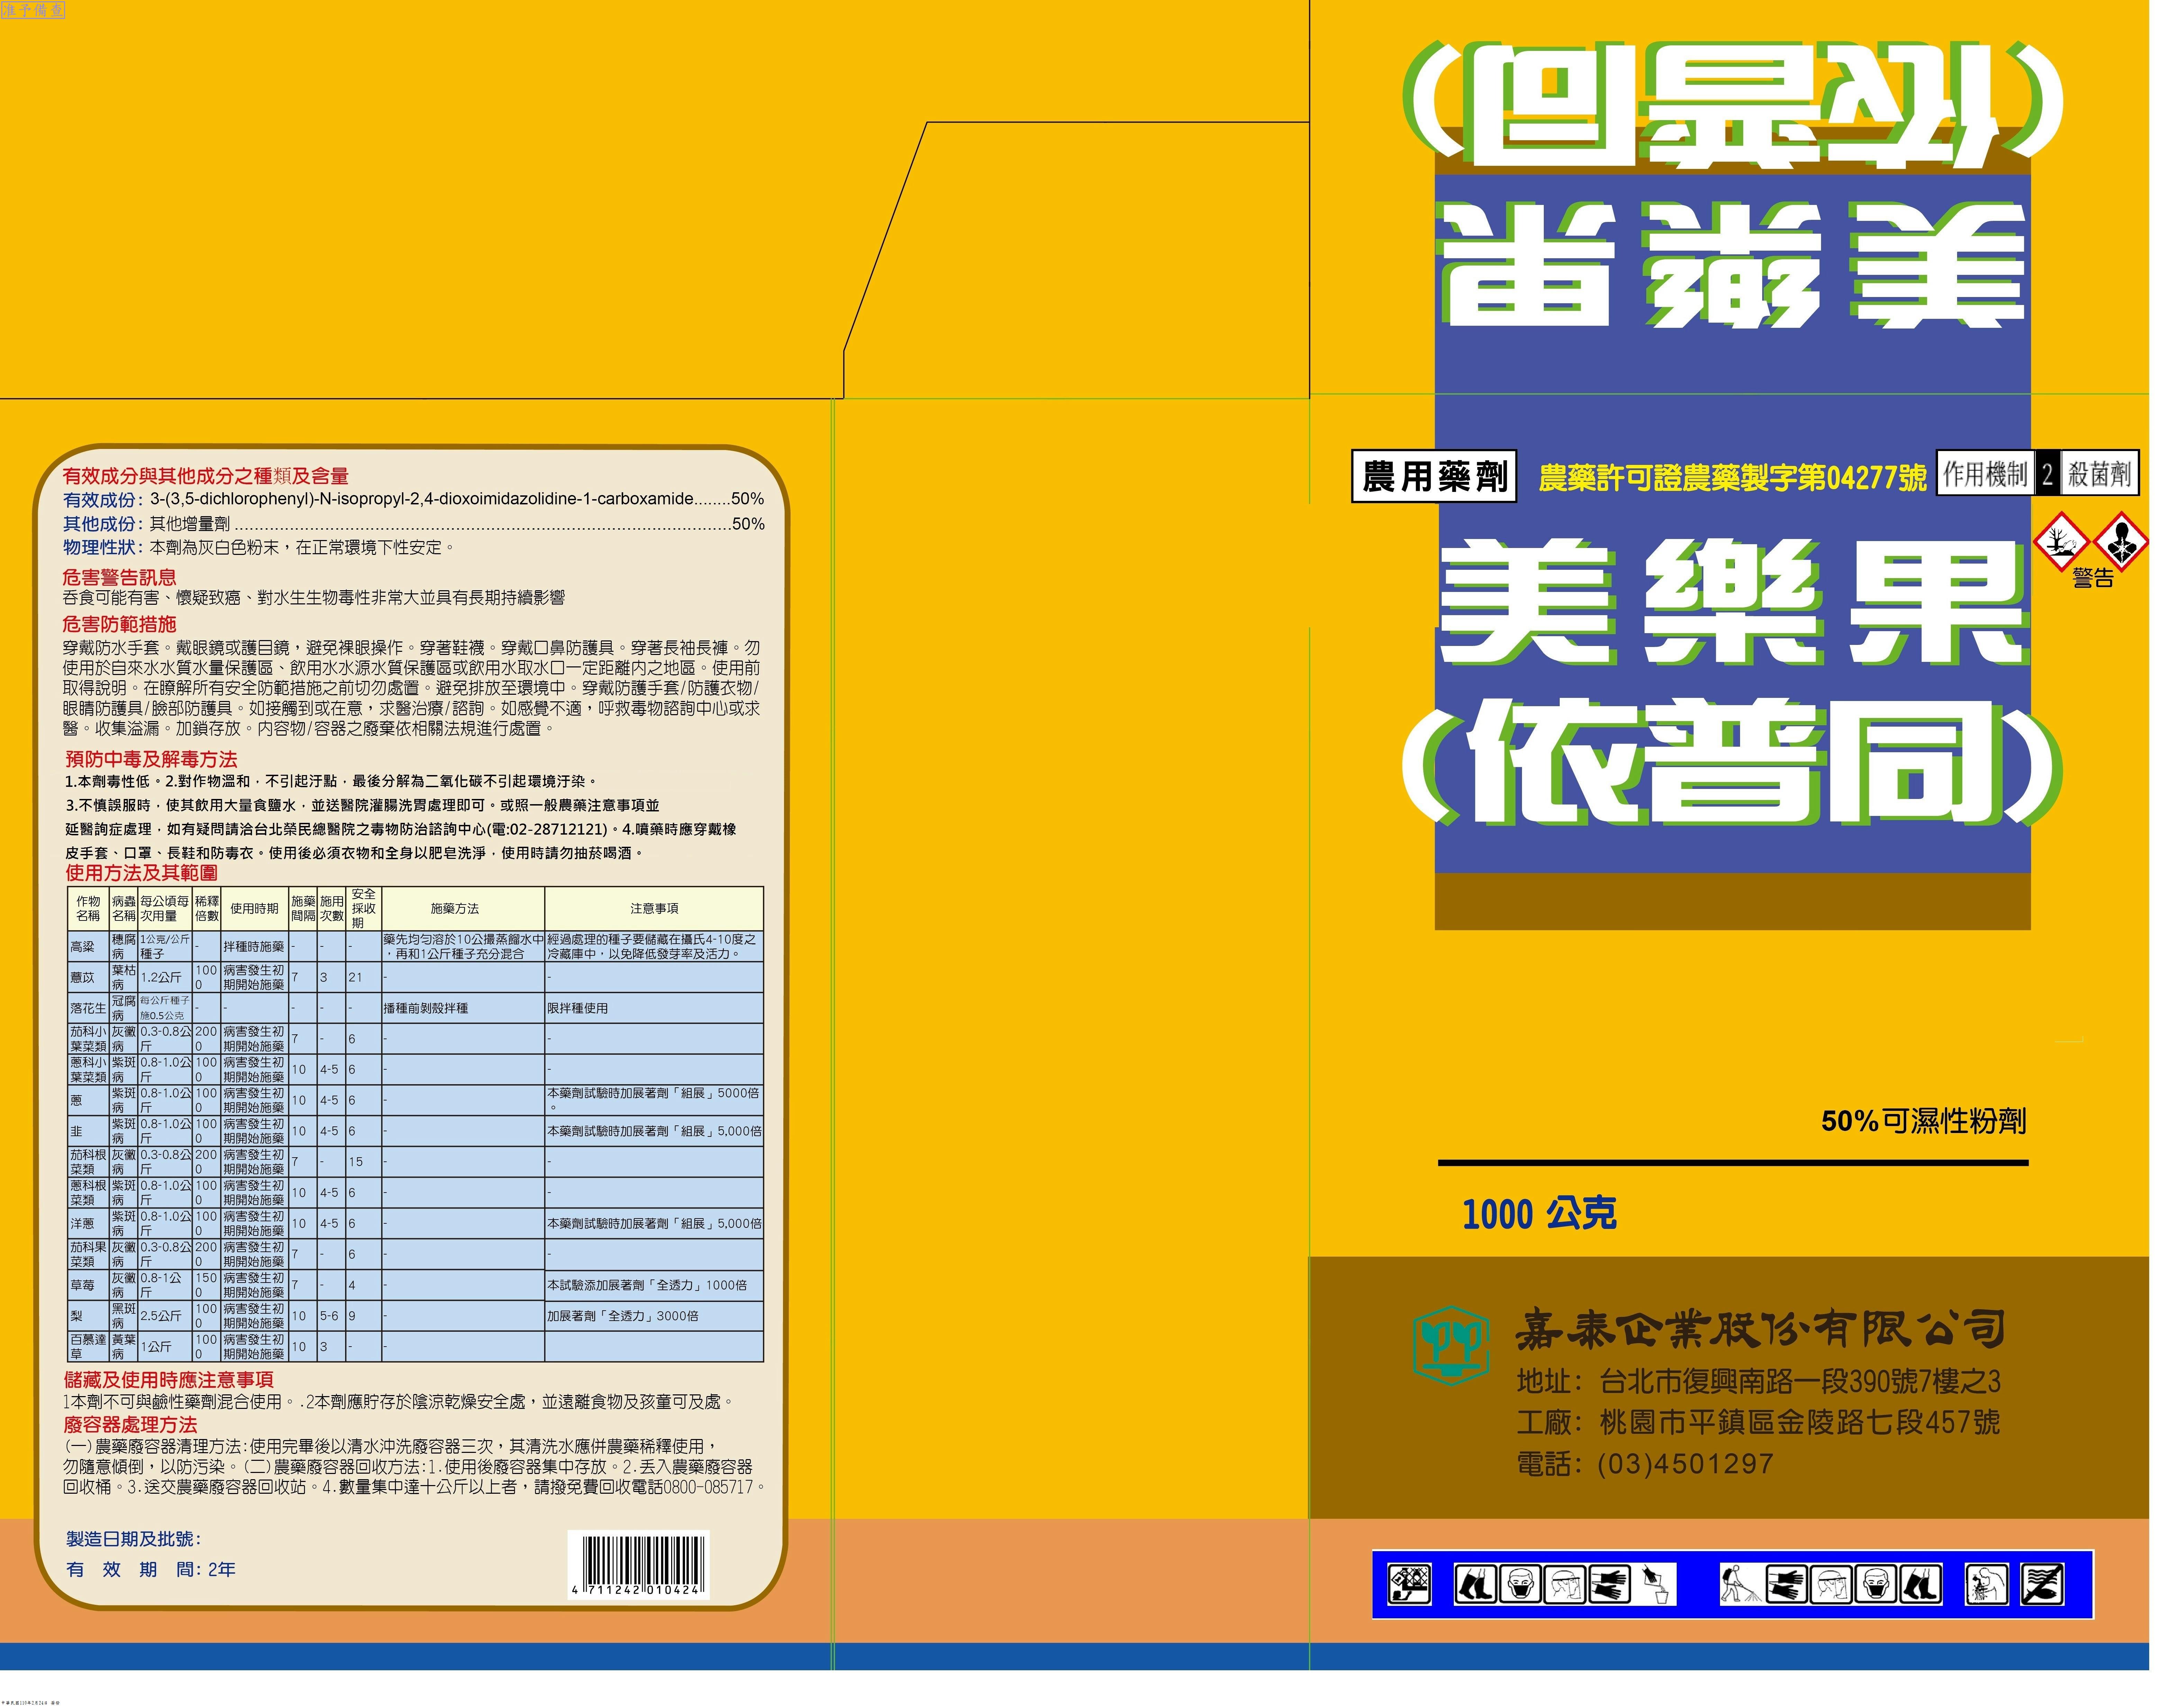 准予備查
(依普同)
美樂果
農用藥劑
農藥許可證農藥製字第04277號
作用機制 2 殺菌劑
警告
美樂果
(依普同)
50%可濕性粉劑
1000 公克
嘉泰企業股份有限公司
地址: 台北市復興南路一段390號7樓之3
工廠: 桃園市平鎮區金陵路七段457號
電話: (03)4501297
有效成分與其他成分之種類及含量
有效成份: 3-(3,5-dichlorophenyl)-N-isopropyl-2,4-dioxoimidazolidine-1-carboxamide........50%
其他成份: 其他增量劑........50%
物理性狀: 本劑為灰白色粉末，在正常環境下性安定。
危害警告訊息
吞食可能有害、懷疑致癌、對水生生物毒性非常大並具有長期持續影響
危害防範措施
穿戴防水手套。戴眼鏡或護目鏡，避免裸眼操作。穿著鞋襪。穿戴口鼻防護具。穿著長袖長褲。勿
使用於自來水水質水量保護區、飲用水水源水質保護區或飲用水取水口一定距離內之地區。使用前
取得說明。在瞭解所有安全防範措施之前切勿處置。避免排放至環境中。穿戴防護手套/防護衣物/
眼睛防護具/臉部防護具。如接觸到或在意，求醫治療/諮詢。如感覺不適，呼救毒物諮詢中心或求
醫。收集溢漏。加鎖存放。內容物/容器之廢棄依相關法規進行處置。
預防中毒及解毒方法
1.本劑毒性低。2.對作物溫和，不引起汙點，最後分解為二氧化碳不引起環境汙染。
3.不慎誤服時，使其飲用大量食鹽水，並送醫院灌腸洗胃處理即可。或照一般農藥注意事項並
延醫詢症處理，如有疑問請洽台北榮民總醫院之毒物防治諮詢中心(電:02-28712121)。4.噴藥時應穿戴橡
皮手套、口罩、長鞋和防毒衣。使用後必須衣物和全身以肥皂洗淨，使用時請勿抽菸喝酒。
使用方法及其範圍
作物名稱 病蟲名稱 每公頃每次用量 稀釋倍數 使用時期 施藥間隔 施用次數 安全採收期 施藥方法 注意事項
高粱 穗腐病 1公克/公斤種子 - 拌種時施藥 - - - 藥先均勻溶於10公撮蒸餾水中，再和1公斤種子充分混合 經過處理的種子要儲藏在攝氏4-10度之冷藏庫中，以免降低發芽率及活力。
薏苡 葉枯病 1.2公斤 1000 病害發生初期開始施藥 7 3 21 - -
落花生 冠腐病 每公斤種子施0.5公克 - - - - - 播種前剝殼拌種 限拌種使用
茄科小葉菜類 灰黴病 0.3-0.8公斤 2000 病害發生初期開始施藥 7 - 6 - -
蔥科小葉菜類 紫斑病 0.8-1.0公斤 1000 病害發生初期開始施藥 10 4-5 6 - -
蔥 紫斑病 0.8-1.0公斤 1000 病害發生初期開始施藥 10 4-5 6 - 本藥劑試驗時加展著劑「組展」5000倍。
韭 紫斑病 0.8-1.0公斤 1000 病害發生初期開始施藥 10 4-5 6 - 本藥劑試驗時加展著劑「組展」5,000倍
茄科根菜類 灰黴病 0.3-0.8公斤 2000 病害發生初期開始施藥 7 - 15 - -
蔥科根菜類 紫斑病 0.8-1.0公斤 1000 病害發生初期開始施藥 10 4-5 6 - -
洋蔥 紫斑病 0.8-1.0公斤 1000 病害發生初期開始施藥 10 4-5 6 - 本藥劑試驗時加展著劑「組展」5,000倍
茄科果菜類 灰黴病 0.3-0.8公斤 2000 病害發生初期開始施藥 7 - 6 - -
草莓 灰黴病 0.8-1公斤 1500 病害發生初期開始施藥 7 - 4 - 本試驗添加展著劑「全透力」1000倍
梨 黑斑病 2.5公斤 1000 病害發生初期開始施藥 10 5-6 9 - 加展著劑「全透力」3000倍
百慕達草 黃葉病 1公斤 1000 病害發生初期開始施藥 10 3 - -
儲藏及使用時應注意事項
1本劑不可與鹼性藥劑混合使用。.2本劑應貯存於陰涼乾燥安全處，並遠離食物及孩童可及處。
廢容器處理方法
(一)農藥廢容器清理方法:使用完畢後以清水沖洗廢容器三次，其清洗水應併農藥稀釋使用，
勿隨意傾倒，以防污染。(二)農藥廢容器回收方法:1.使用後廢容器集中存放。2.丟入農藥廢容器
回收桶。3.送交農藥廢容器回收站。4.數量集中達十公斤以上者，請撥免費回收電話0800-085717。
製造日期及批號:
有 效 期 間: 2年
4 711242 010424